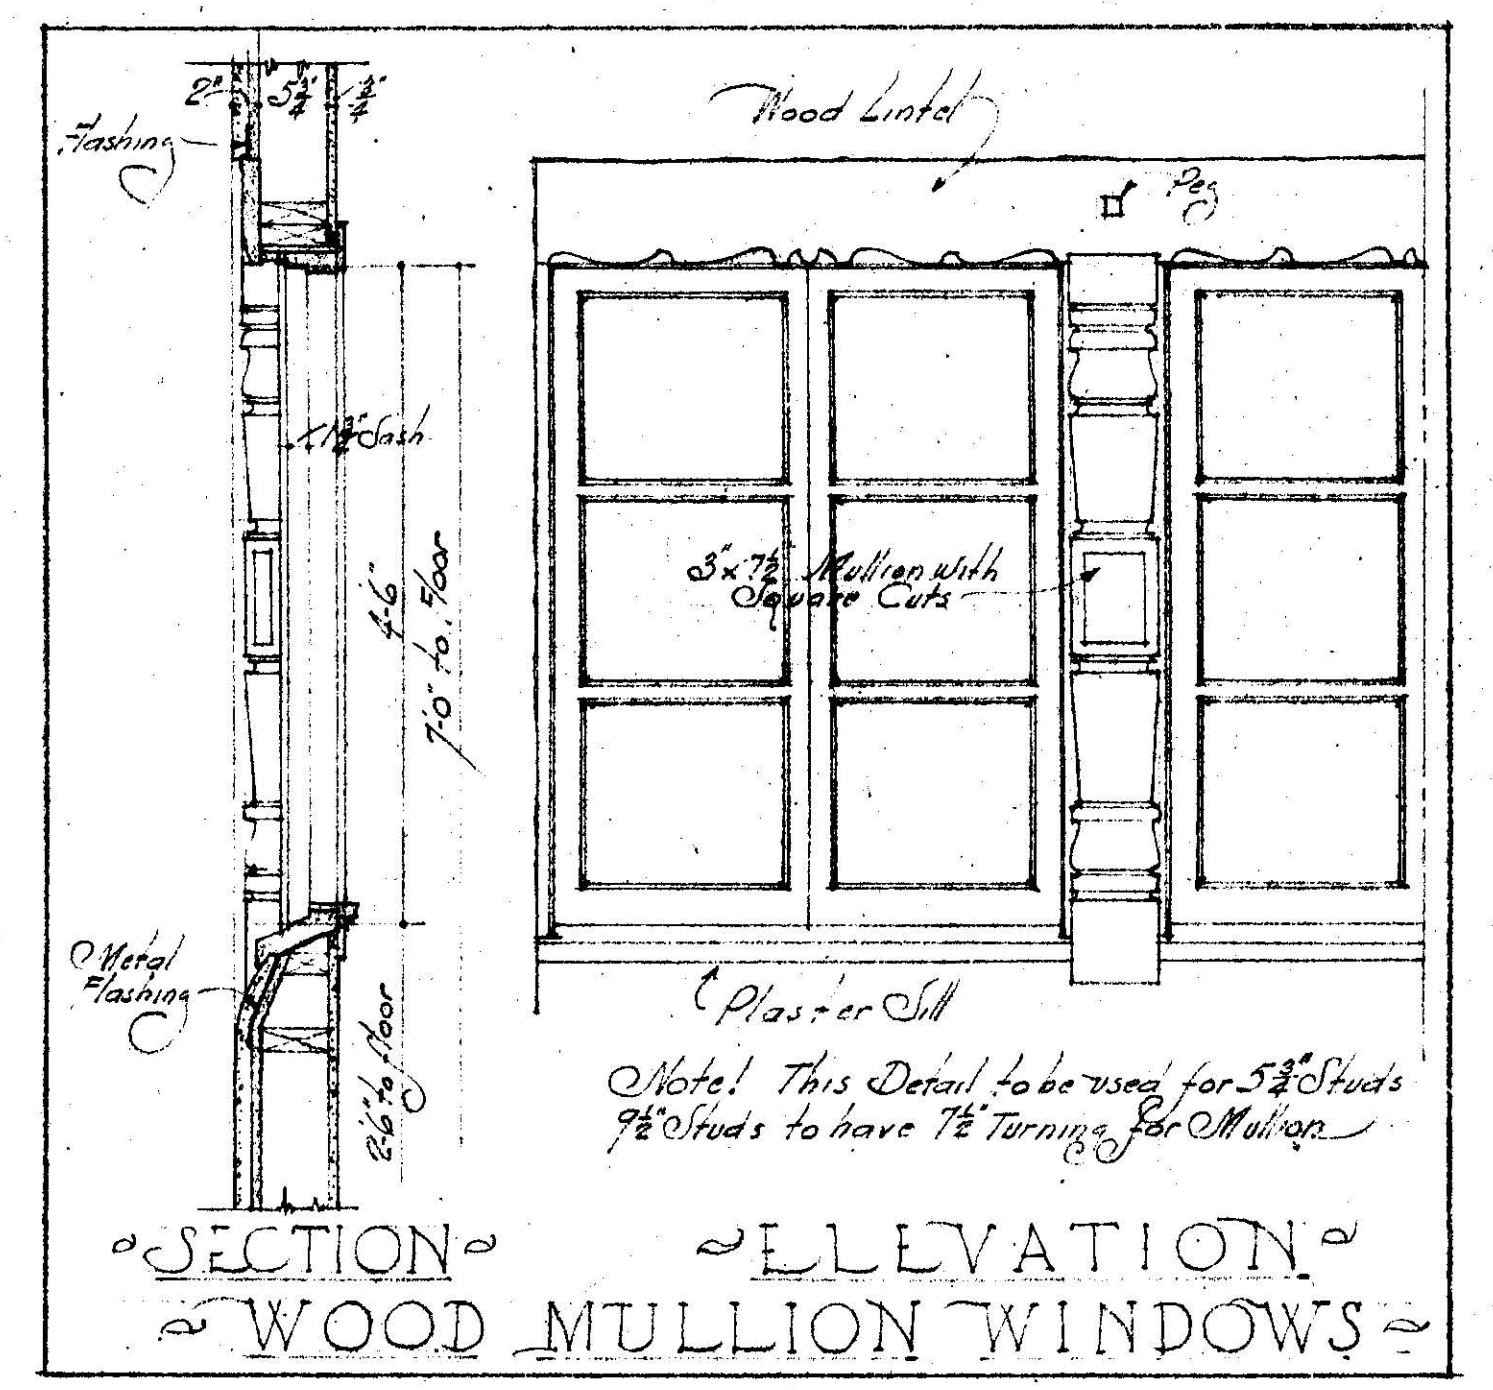 2" 5¾" ¾"
Flashing
Wood Lintel
Peg
1¾" Sash
4'-6"
7'-0" to Floor
3" x 7½" Mullion with
Square Cuts
Metal
Flashing
2'-6" to floor
Plaster Sill
Note! This Detail to be used for 5¾" Studs
9½" Studs to have 7½" Turning for Mullion
SECTION
ELEVATION
WOOD MULLION WINDOWS